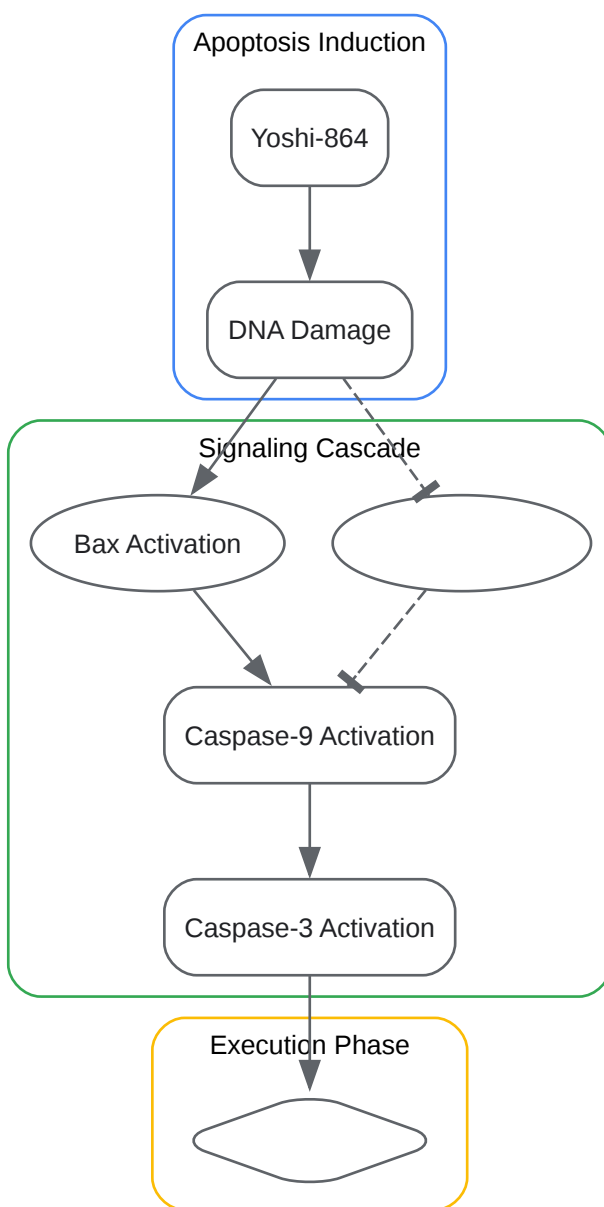 Apoptosis Induction
Yoshi-864
DNA Damage
Signaling Cascade
Bax Activation
Caspase-9 Activation
Caspase-3 Activation
Execution Phase